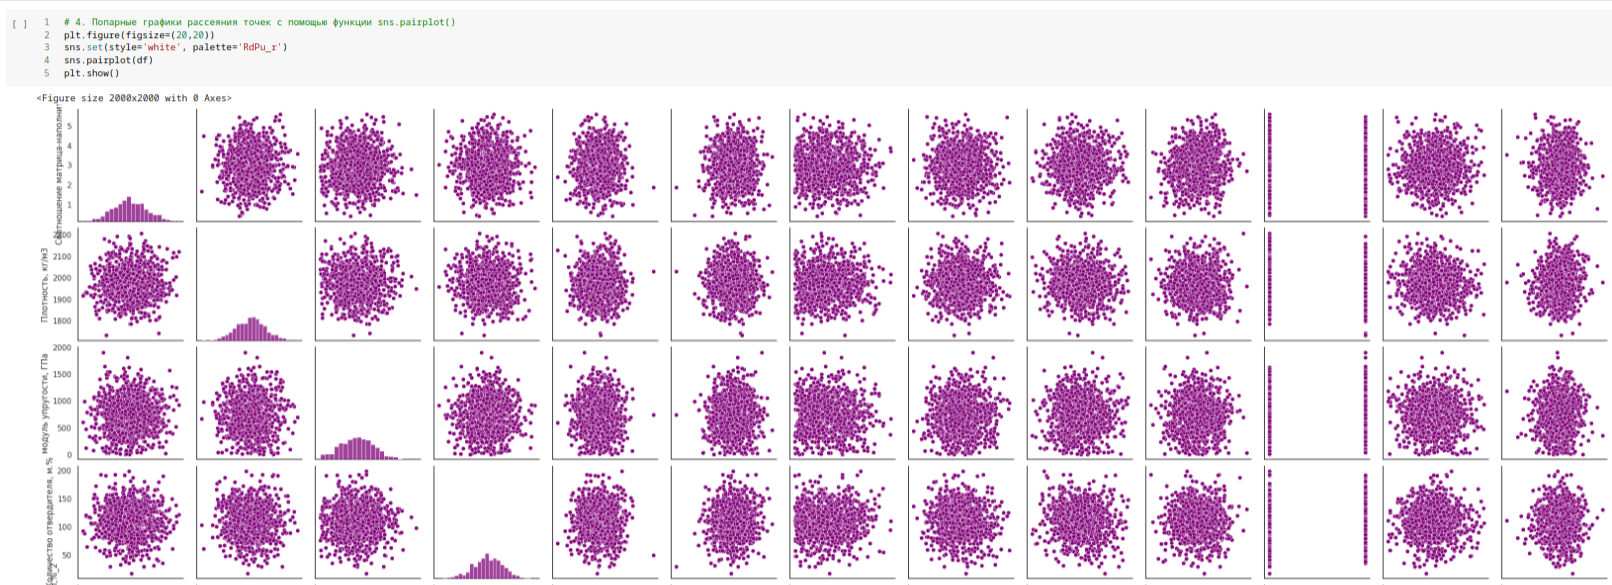 [ ]
1 # 4. Попарные графики рассеяния точек с помощью функции sns.pairplot()
2 plt.figure(figsize=(20,20))
3 sns.set(style='white', palette='RdPu_r')
4 sns.pairplot(df)
5 plt.show()
<Figure size 2000x2000 with 0 Axes>
Соотношение матрица-наполни
5
4
3
2
1
Плотность, кг/м3
2200
2100
2000
1900
1800
модуль упругости, ГПа
2000
1500
1000
500
0
Количество отвердителя, м.%
200
150
100
50